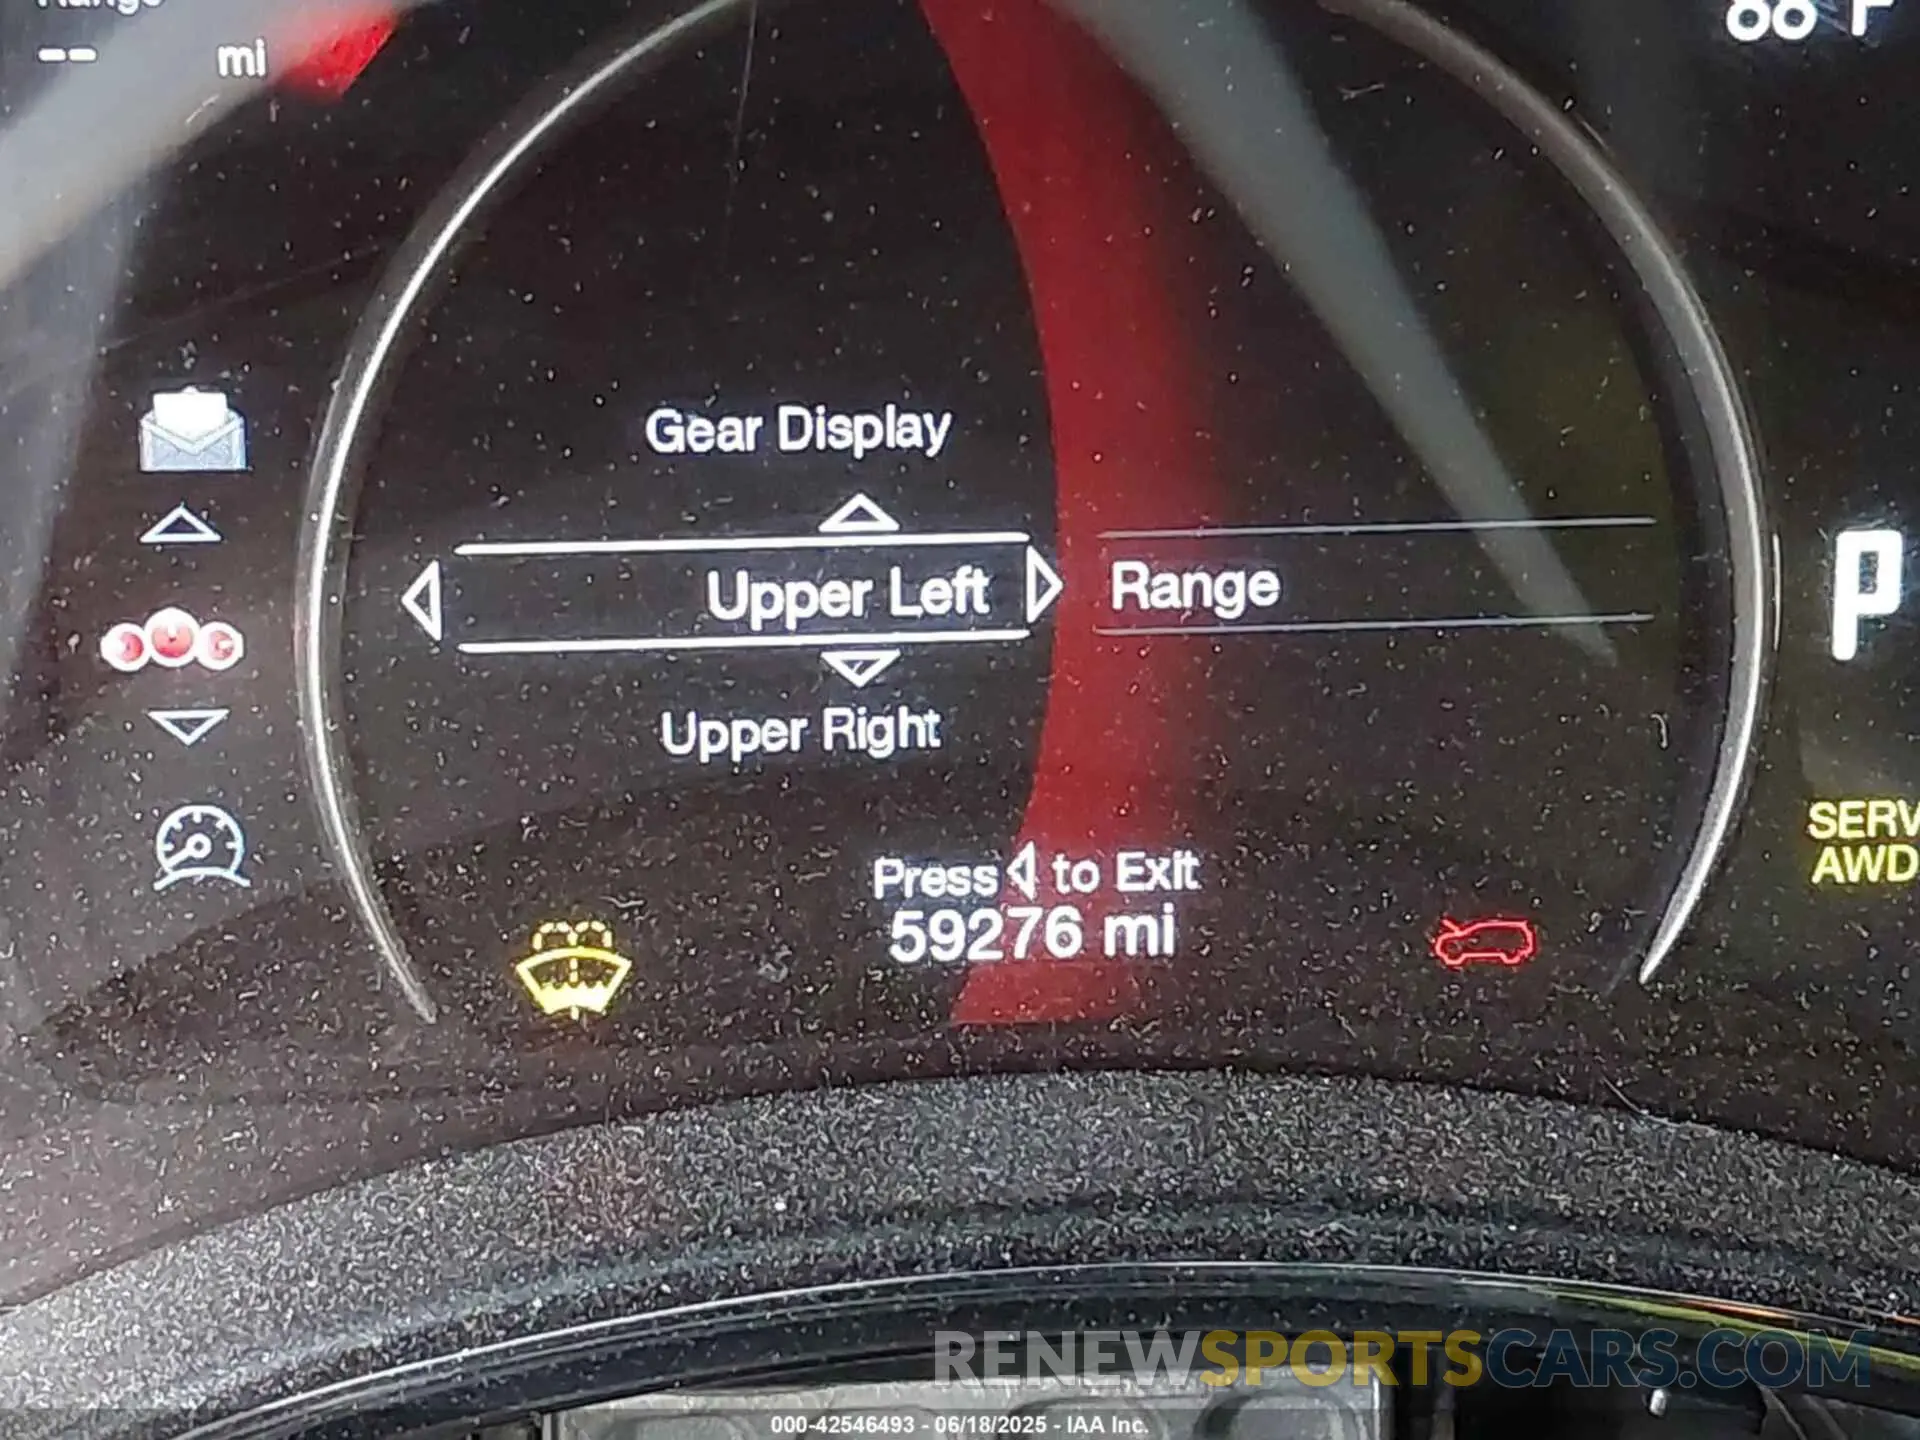 Range
-- mi
Gear Display
Upper Left
Range
Upper Right
P
SERV
AWD
Press to Exit
59276 mi
RENEWSPORTSCARS.COM
000-42546493 - 06/18/2025 - IAA Inc.